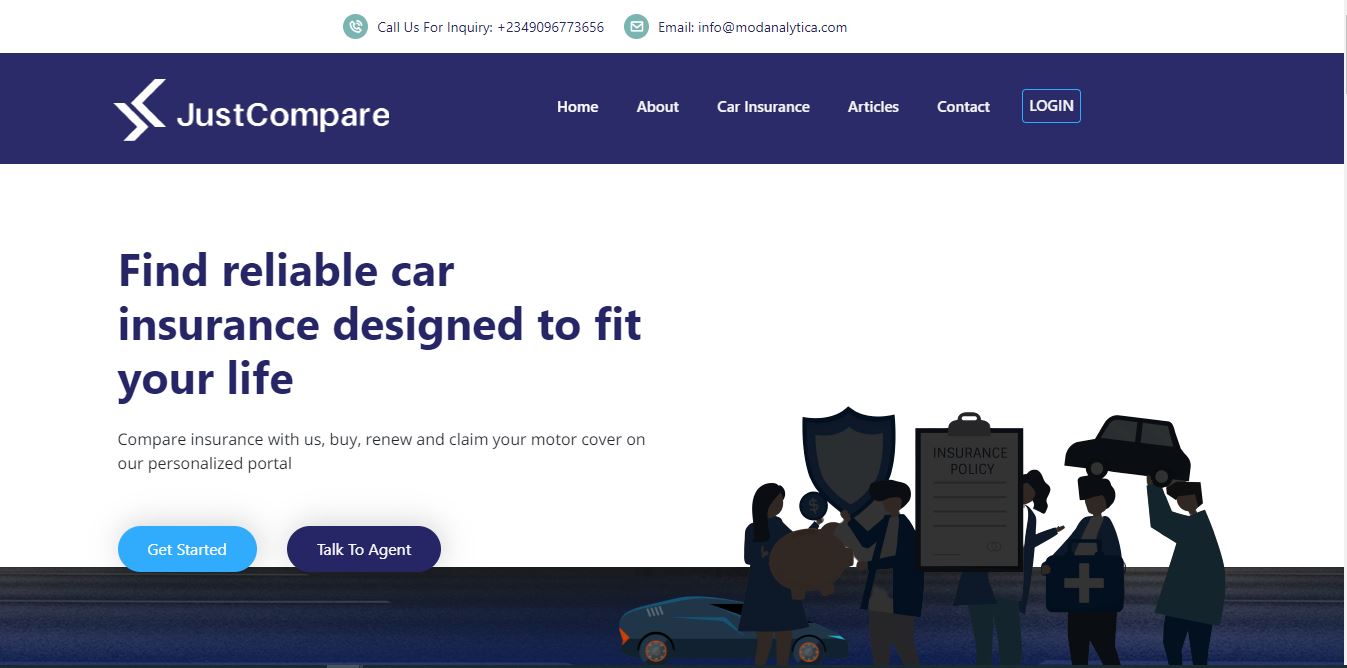 Call Us For Inquiry: +2349096773656 Email: info@modanalytica.com
JustCompare Home About Car Insurance Articles Contact LOGIN
Find reliable car
insurance designed to fit
your life
Compare insurance with us, buy, renew and claim your motor cover on
our personalized portal
Get Started Talk To Agent
INSURANCE
POLICY
$